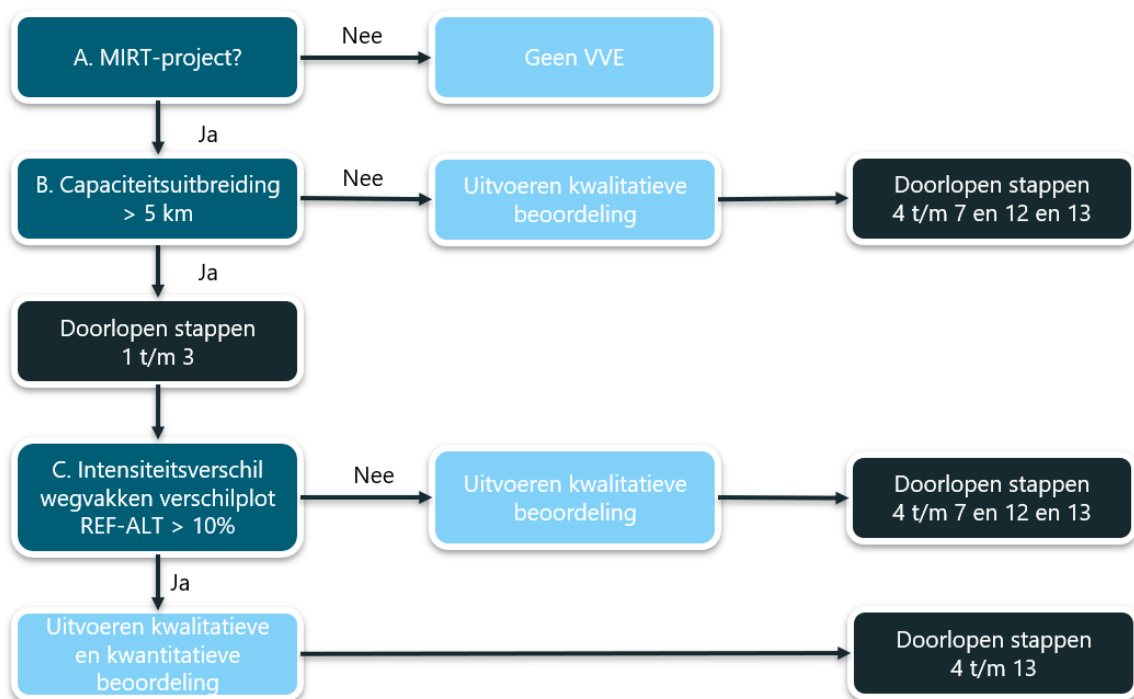 A. MIRT-project?
Nee
Geen VVE
Ja
B. Capaciteitsuitbreiding
> 5 km
Nee
Uitvoeren kwalitatieve
beoordeling
Doorlopen stappen
4 t/m 7 en 12 en 13
Ja
Doorlopen stappen
1 t/m 3
C. Intensiteitsverschil
wegvakken verschilplot
REF-ALT > 10%
Nee
Uitvoeren kwalitatieve
beoordeling
Doorlopen stappen
4 t/m 7 en 12 en 13
Ja
Uitvoeren kwalitatieve
en kwantitatieve
beoordeling
Doorlopen stappen
4 t/m 13